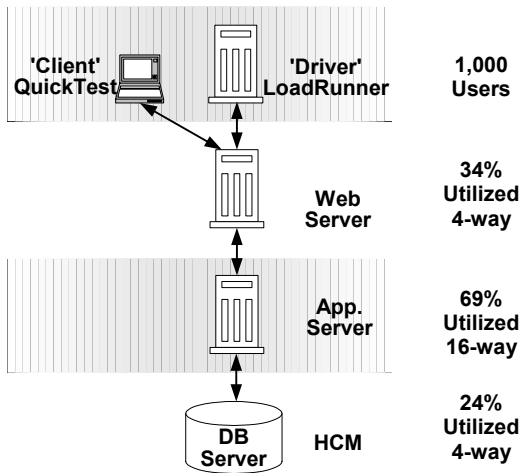 'Client'
QuickTest
'Driver'
LoadRunner
1,000
Users
Web
Server
34%
Utilized
4-way
App.
Server
69%
Utilized
16-way
DB
Server
HCM
24%
Utilized
4-way